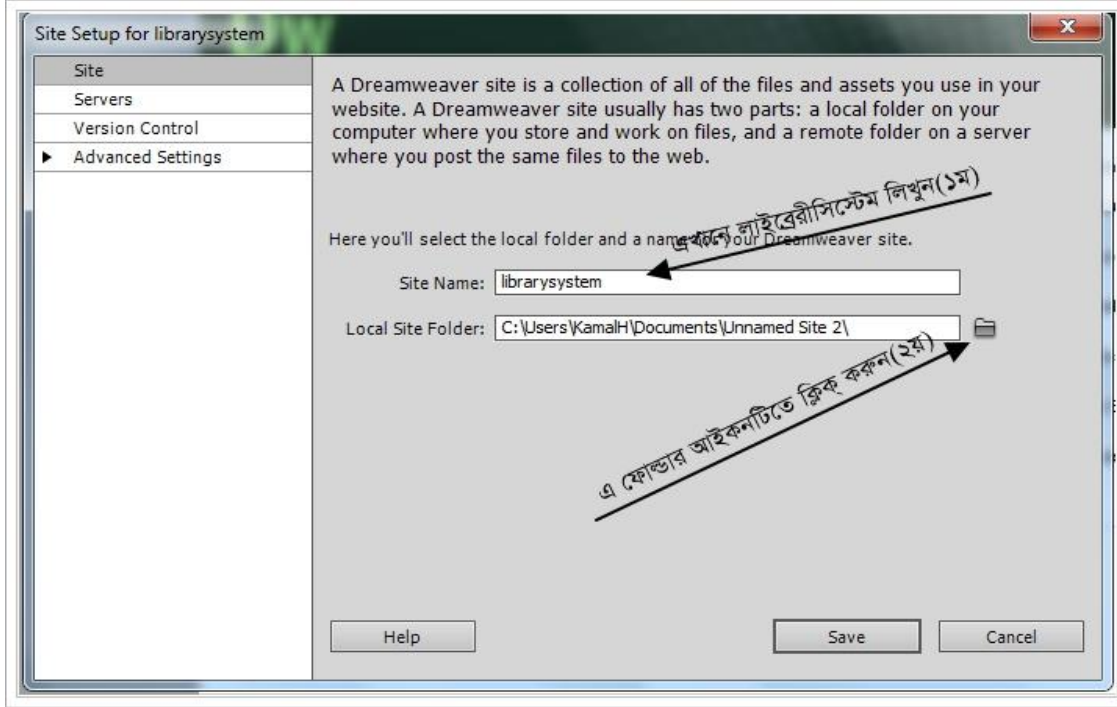 Site Setup for librarysystem
Site
Servers
Version Control
Advanced Settings
A Dreamweaver site is a collection of all of the files and assets you use in your
website. A Dreamweaver site usually has two parts: a local folder on your
computer where you store and work on files, and a remote folder on a server
where you post the same files to the web.
এখানে লাইব্রেরীসিস্টেম লিখুন(১ম)
Here you'll select the local folder and a name for your Dreamweaver site.
Site Name: librarysystem
Local Site Folder: C:\Users\KamalH\Documents\Unnamed Site 2\
এ ফোল্ডার আইকনটিতে ক্লিক্ করুন(২য়)
Help Save Cancel